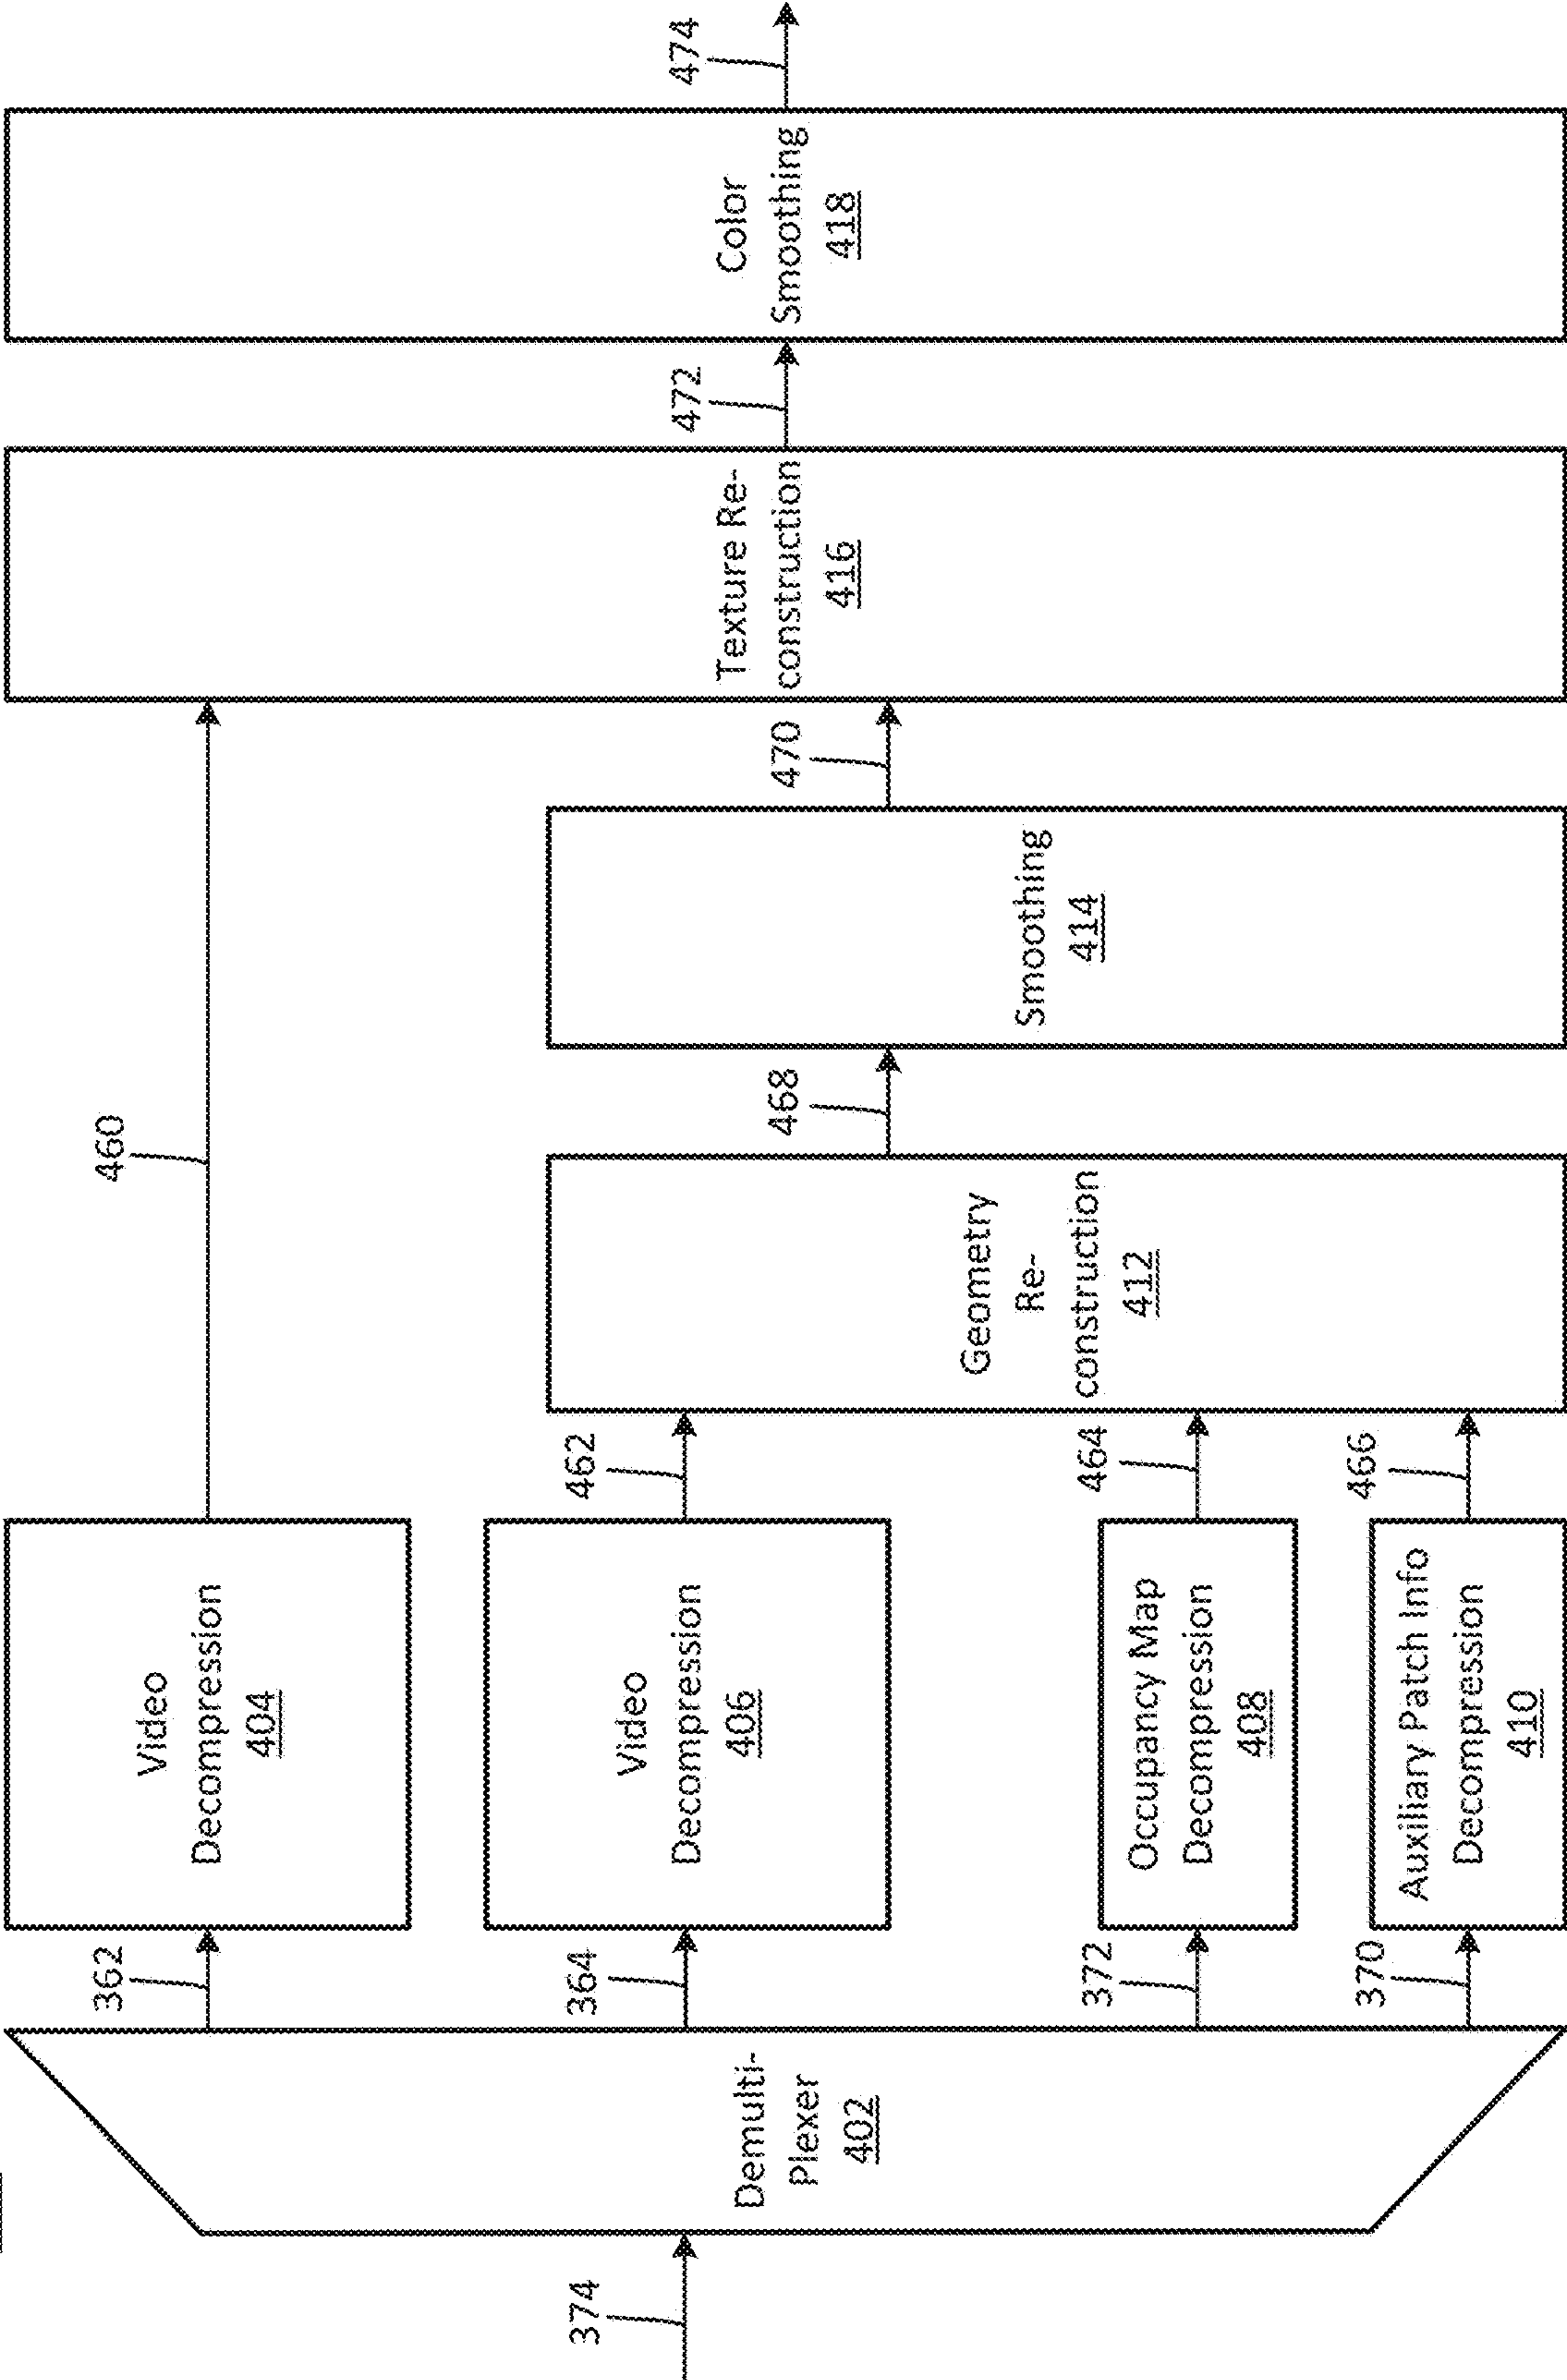 374
Demulti-
Plexer
402
362
364
372
370
Video
Decompression
404
Video
Decompression
406
Occupancy Map
Decompression
408
Auxiliary Patch Info
Decompression
410
460
462
464
466
Geometry
Re-
construction
412
468
Smoothing
414
470
Texture Re-
construction
416
472
Color
Smoothing
418
474